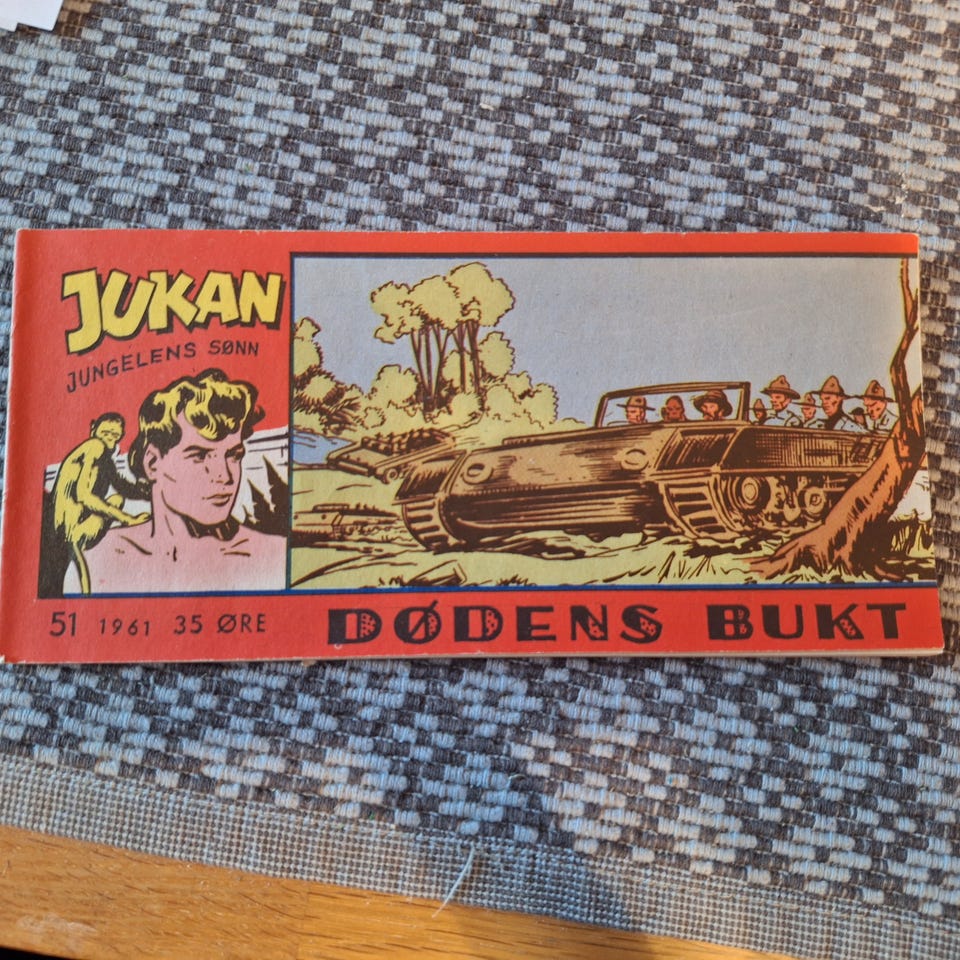 JUKAN
JUNGELENS SØNN
51 1961 35 ØRE
DØDENS BUKT